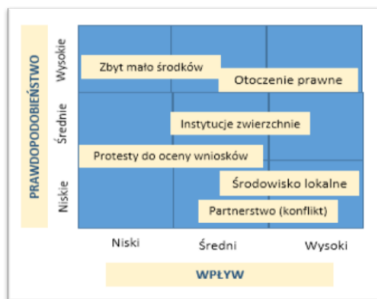 PRAWDOPODOBIEŃSTWO
Wysokie
Średnie
Niskie
Zbyt mało środków
Otoczenie prawne
Instytucje zwierzchnie
Protesty do oceny wniosków
Środowisko lokalne
Partnerstwo (konflikt)
Niski
Średni
Wysoki
WPŁYW